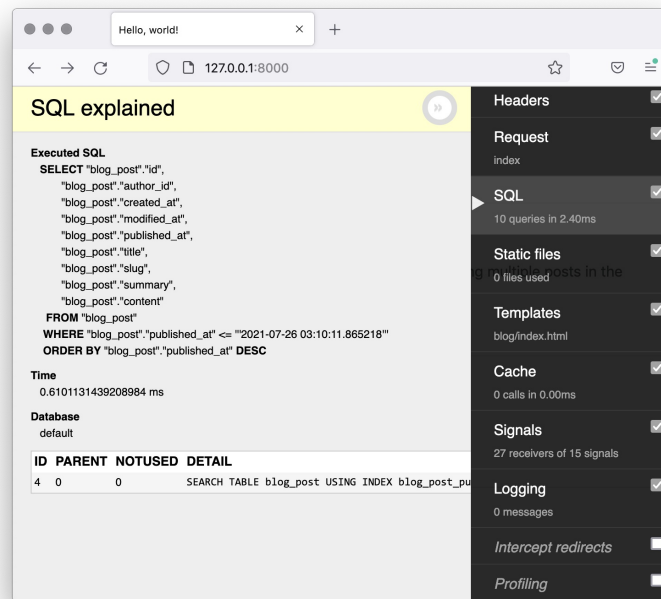 Hello, world!
127.0.0.1:8000
SQL explained
Executed SQL
SELECT "blog_post"."id",
"blog_post"."author_id",
"blog_post"."created_at",
"blog_post"."modified_at",
"blog_post"."published_at",
"blog_post"."title",
"blog_post"."slug",
"blog_post"."summary",
"blog_post"."content"
FROM "blog_post"
WHERE "blog_post"."published_at" <= '"2021-07-26 03:10:11.865218"'
ORDER BY "blog_post"."published_at" DESC
Time
0.6101131439208984 ms
Database
default
ID PARENT NOTUSED DETAIL
4 0 0 SEARCH TABLE blog_post USING INDEX blog_post_pu
Headers
Request
index
SQL
10 queries in 2.40ms
Static files
0 files used
multiple posts in the
Templates
blog/index.html
Cache
0 calls in 0.00ms
Signals
27 receivers of 15 signals
Logging
0 messages
Intercept redirects
Profiling